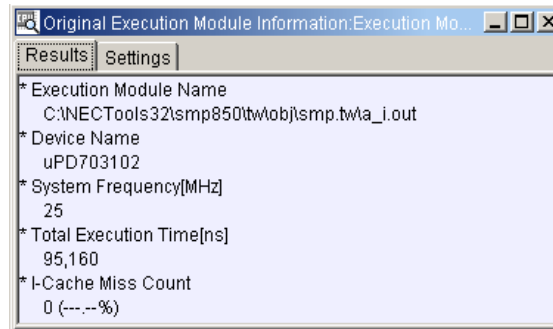 Original Execution Module Information:Execution Mo...
Results Settings
* Execution Module Name
C:\NECTools32\smp850\tw\obj\smp.tw\a_i.out
* Device Name
uPD703102
* System Frequency[MHz]
25
* Total Execution Time[ns]
95,160
* I-Cache Miss Count
0 (---.--%)